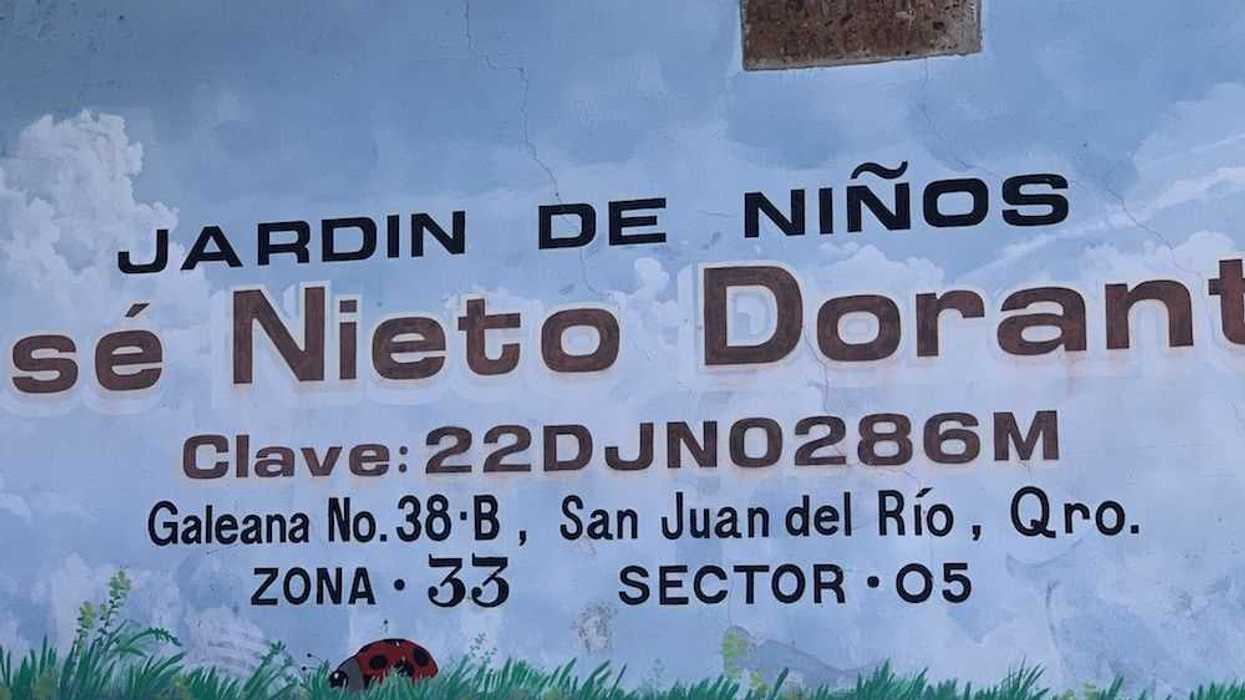 JARDIN DE NIÑOS
sé Nieto Dorant
Clave: 22DJN0286M
Galeana No. 38·B, San Juan del Río, Qro.
ZONA · 33 SECTOR · 05